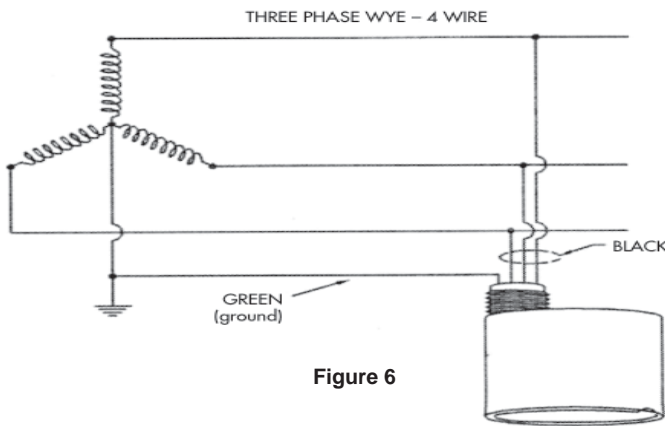 THREE PHASE WYE – 4 WIRE
BLACK
GREEN
(ground)
Figure 6